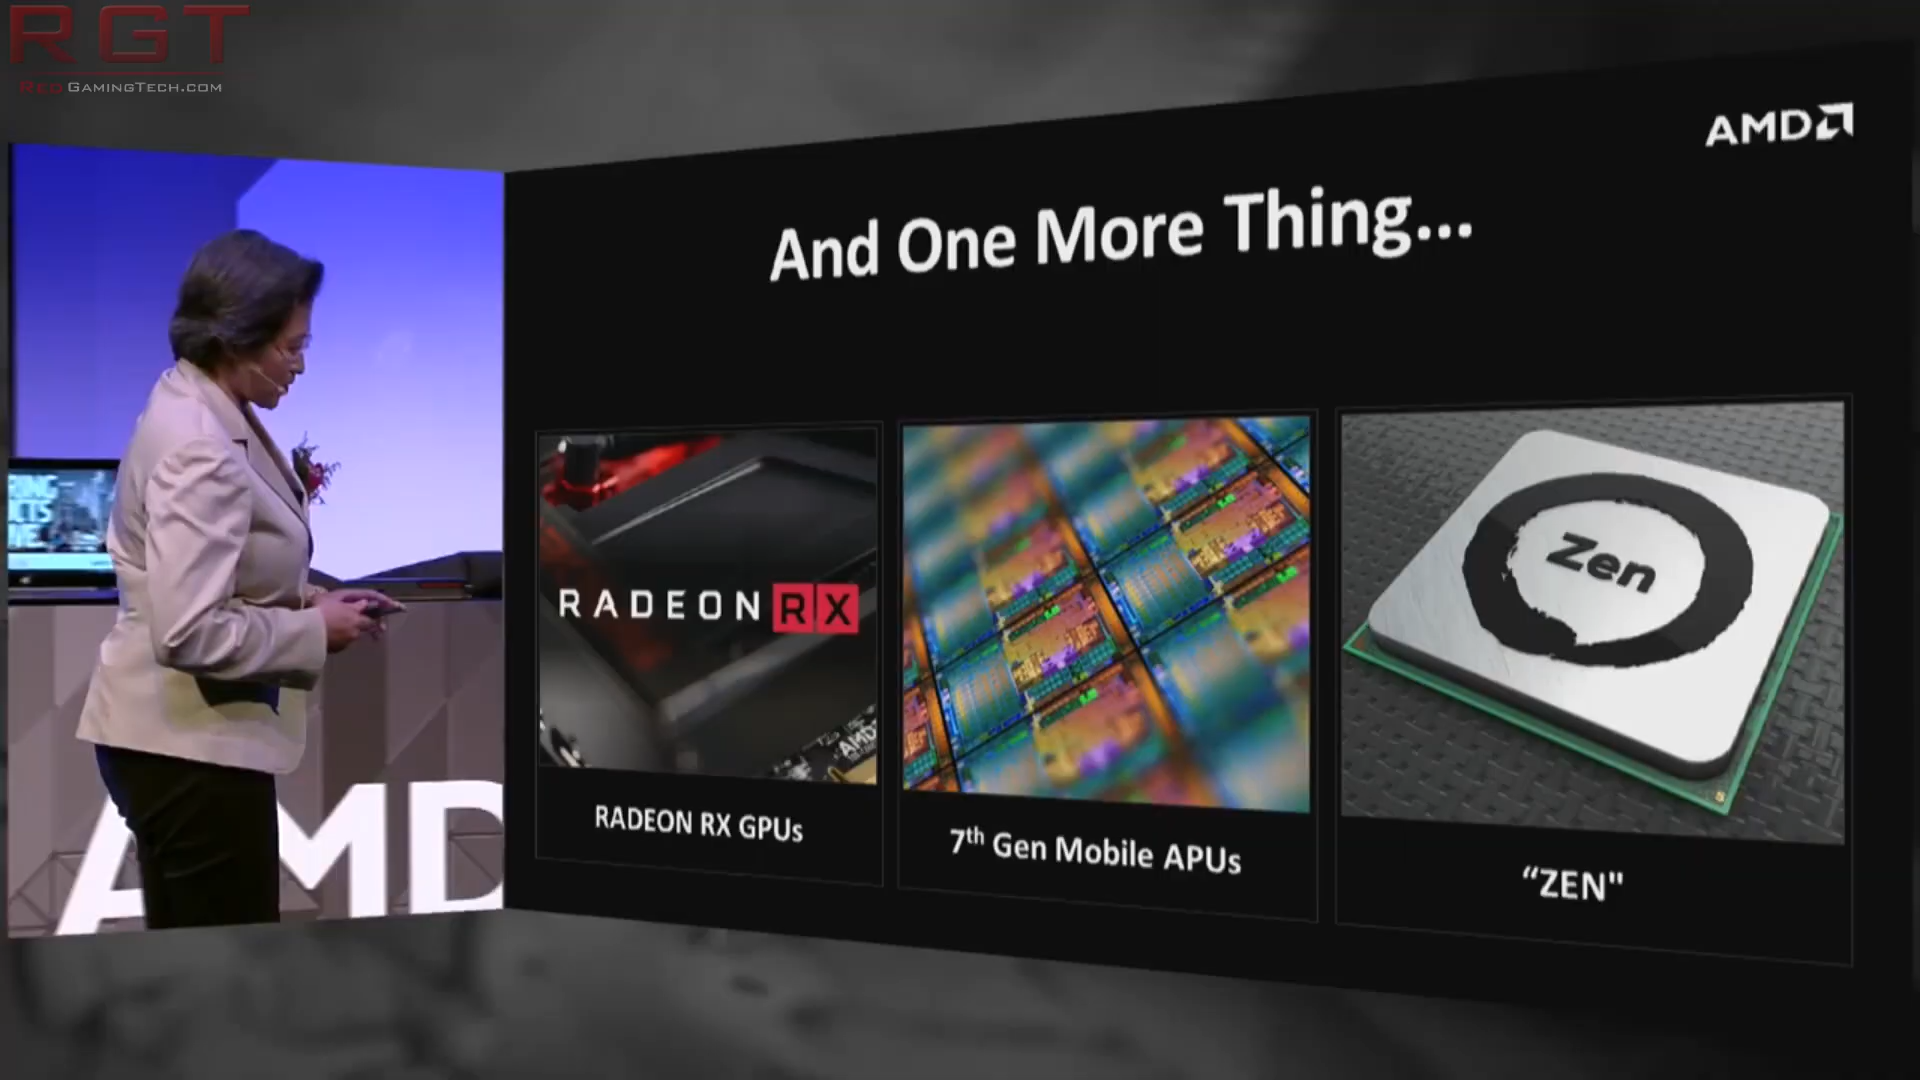 RGT
REDGAMINGTECH.COM
AMD
And One More Thing...
RADEON RX
AMD
Zen
RADEON RX GPUs
7th Gen Mobile APUs
“ZEN"
AMD